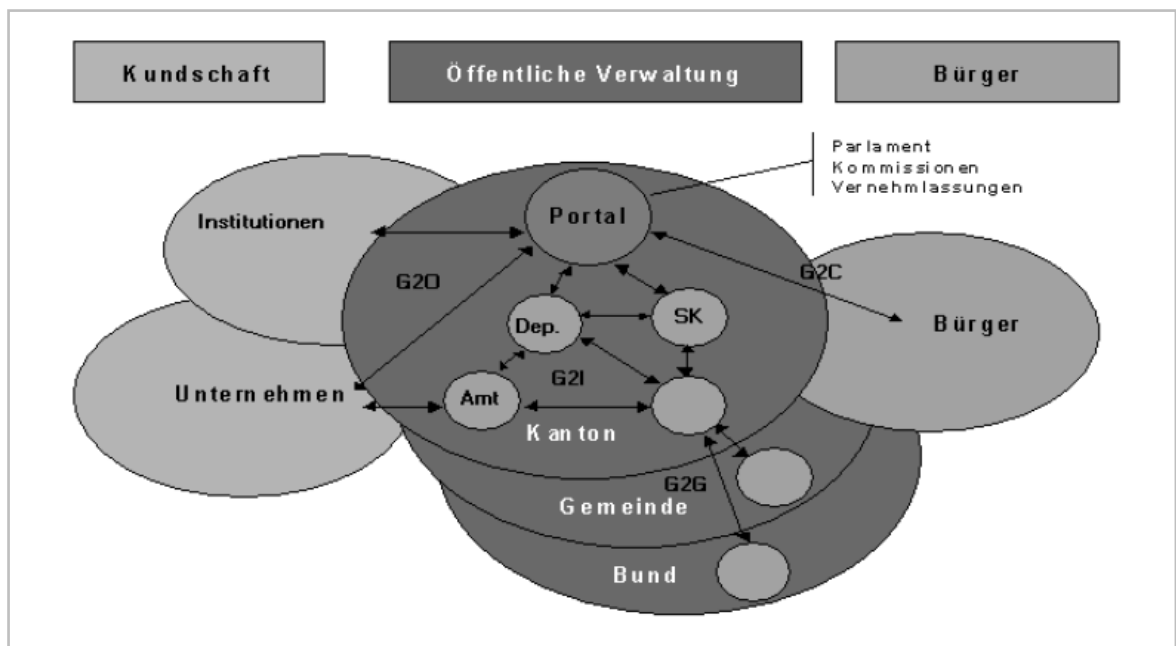 Kundschaft
Öffentliche Verwaltung
Bürger
Parlament
Kommissionen
Vernehmlassungen
Institutionen
Portal
G2O
G2C
Dep.
SK
Bürger
Unternehmen
G2I
Amt
Kanton
G2G
Gemeinde
Bund